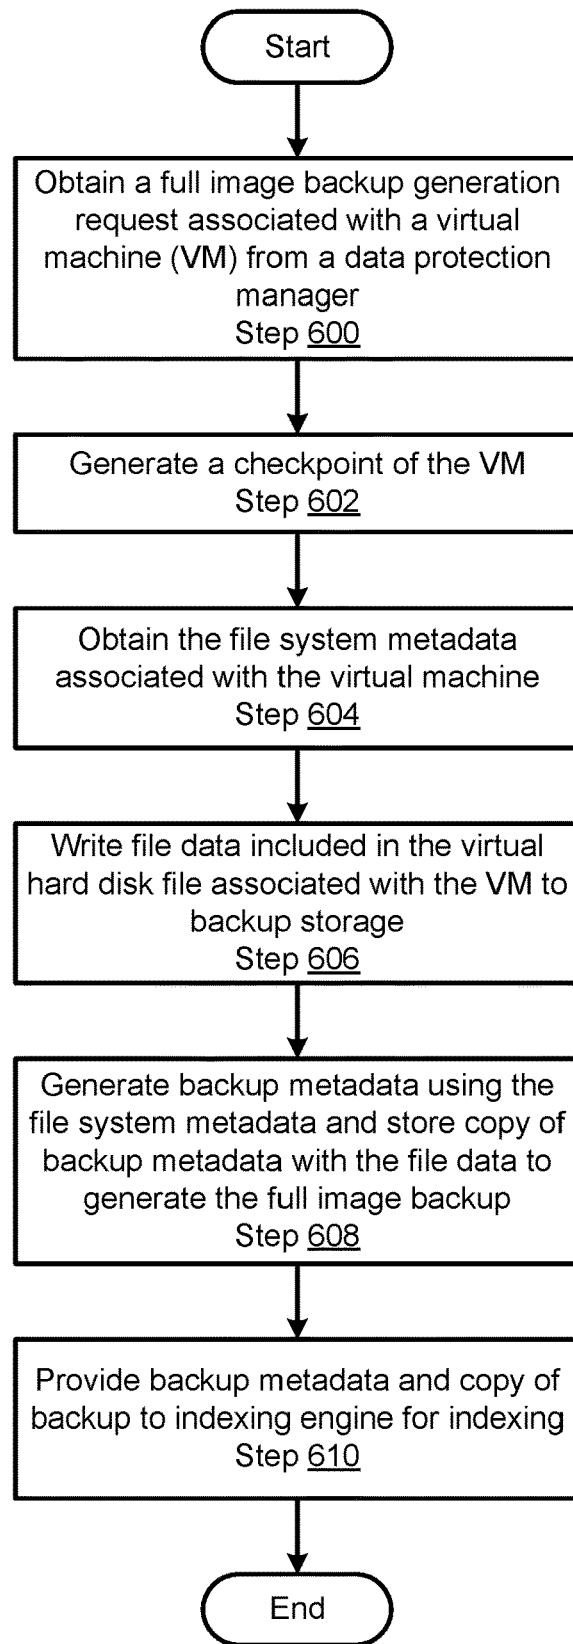 Start
Obtain a full image backup generation
request associated with a virtual
machine (VM) from a data protection
manager
Step 600
Generate a checkpoint of the VM
Step 602
Obtain the file system metadata
associated with the virtual machine
Step 604
Write file data included in the virtual
hard disk file associated with the VM to
backup storage
Step 606
Generate backup metadata using the
file system metadata and store copy of
backup metadata with the file data to
generate the full image backup
Step 608
Provide backup metadata and copy of
backup to indexing engine for indexing
Step 610
End